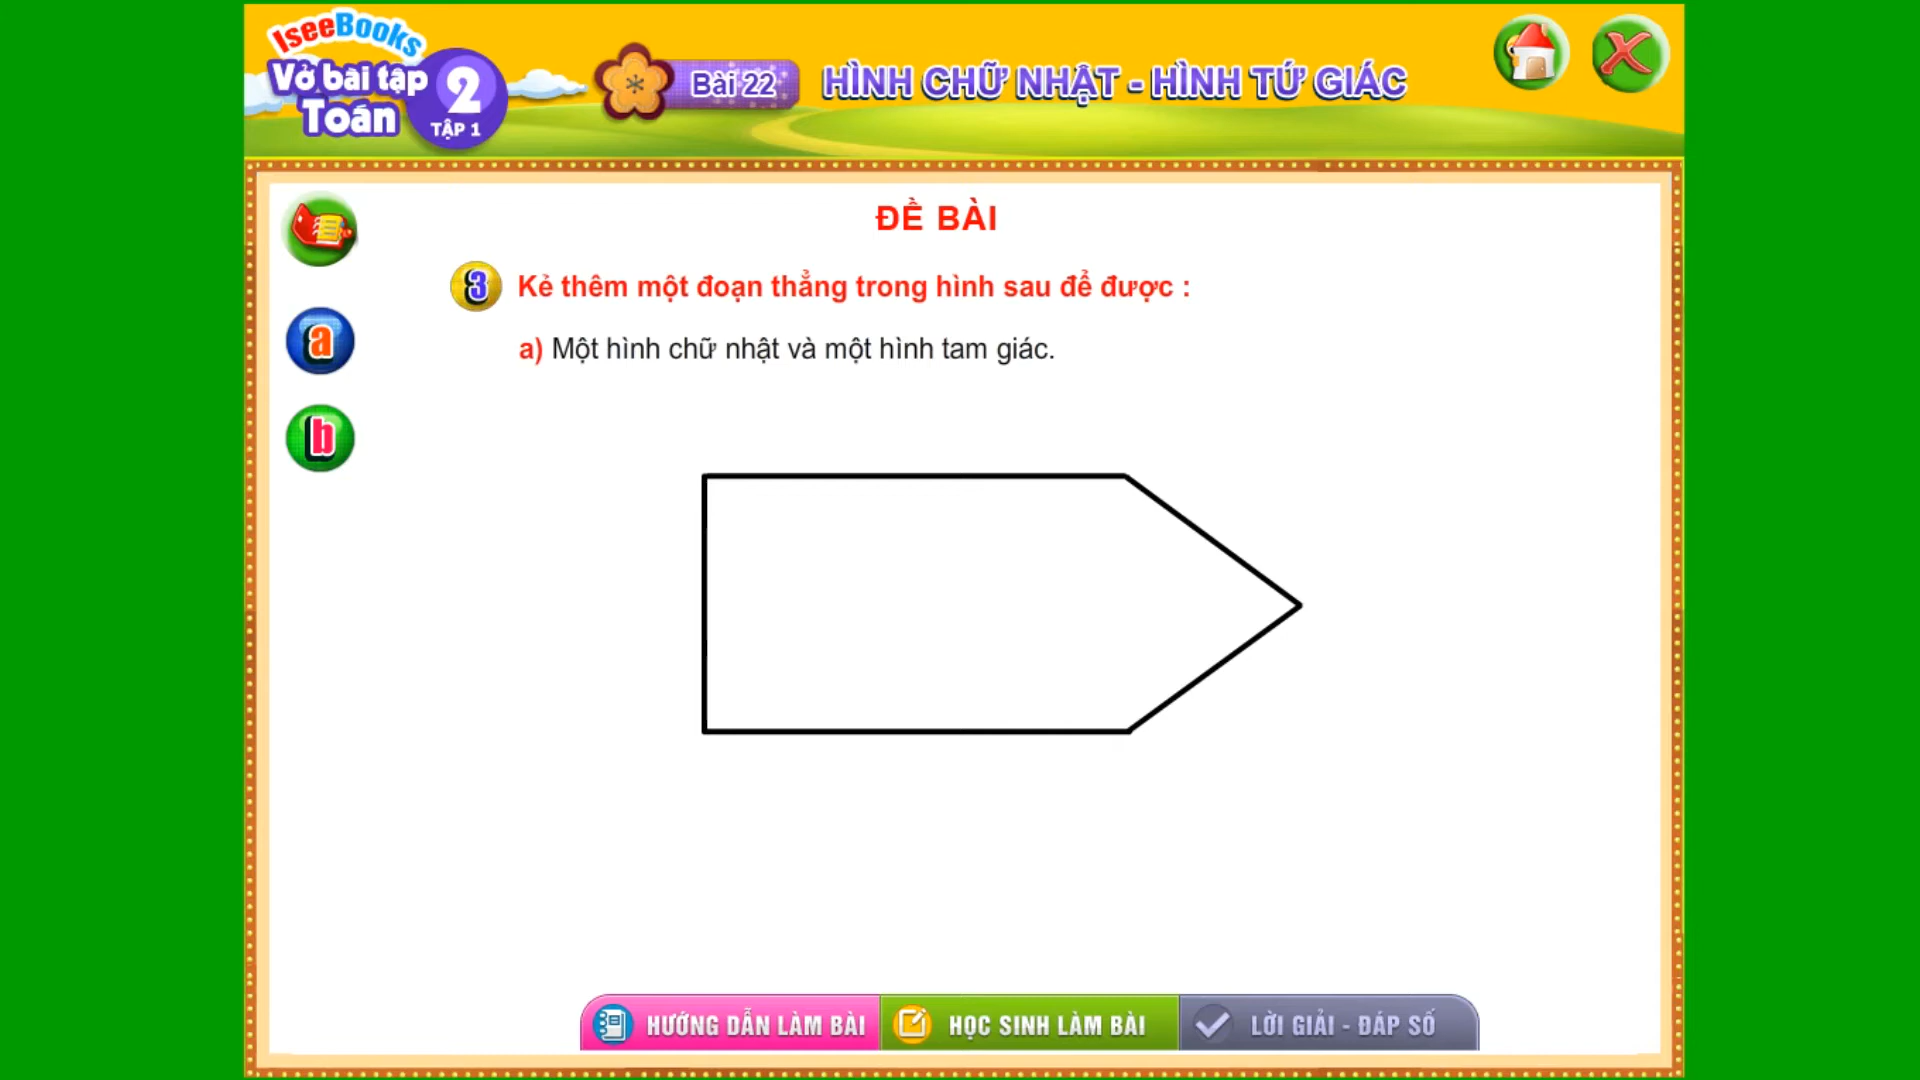 IseeBooks
Vở bài tập
Toán
2
TẬP 1
Bài 22
HÌNH CHỮ NHẬT - HÌNH TỨ GIÁC
ĐỀ BÀI
3 Kẻ thêm một đoạn thẳng trong hình sau để được :
a) Một hình chữ nhật và một hình tam giác.
a
b
HƯỚNG DẪN LÀM BÀI
HỌC SINH LÀM BÀI
LỜI GIẢI - ĐÁP SỐ